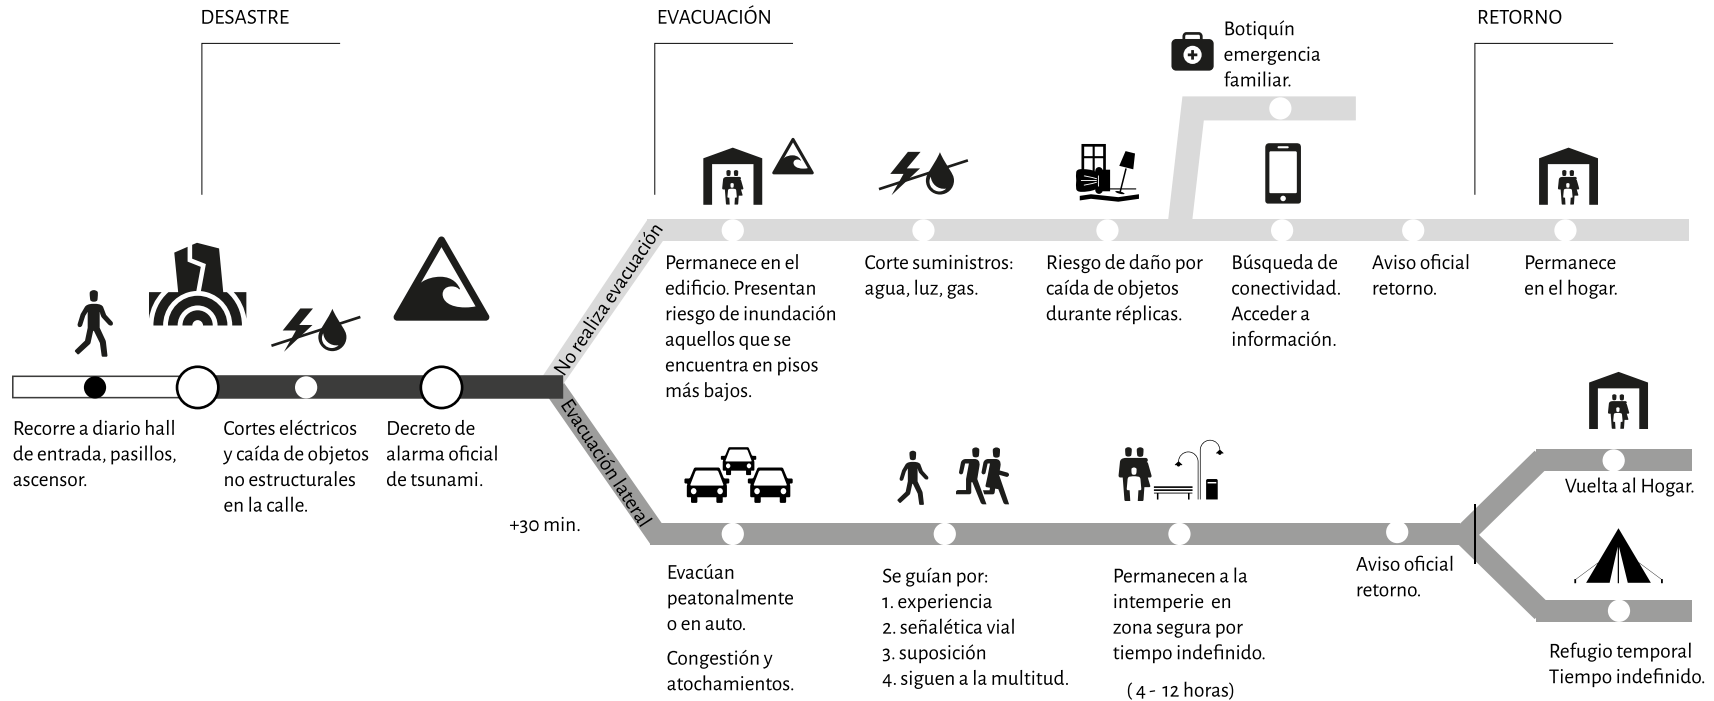 DESASTRE
EVACUACIÓN
RETORNO
Botiquín
emergencia
familiar.
No realiza evacuación
Permanece en el
edificio. Presentan
riesgo de inundación
aquellos que se
encuentra en pisos
más bajos.
Corte suministros:
agua, luz, gas.
Riesgo de daño por
caída de objetos
durante réplicas.
Búsqueda de
conectividad.
Acceder a
información.
Aviso oficial
retorno.
Permanece
en el hogar.
Recorre a diario hall
de entrada, pasillos,
ascensor.
Cortes eléctricos
y caída de objetos
no estructurales
en la calle.
Decreto de
alarma oficial
de tsunami.
+30 min.
Evacuación lateral
Evacúan
peatonalmente
o en auto.
Congestión y
atochamientos.
Se guían por:
1. experiencia
2. señalética vial
3. suposición
4. siguen a la multitud.
Permanecen a la
intemperie en
zona segura por
tiempo indefinido.
( 4 - 12 horas)
Aviso oficial
retorno.
Vuelta al Hogar.
Refugio temporal
Tiempo indefinido.